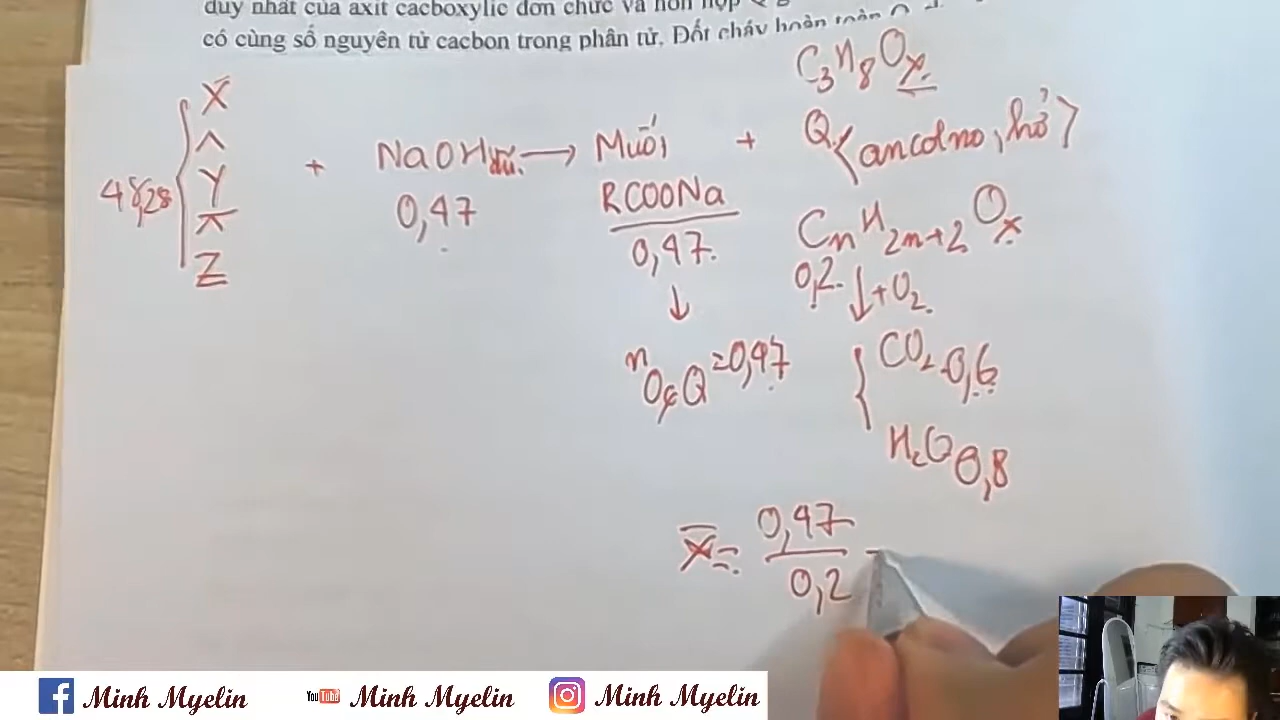 duy nhất của axit cacboxylic đơn chức và hỗn hợp Q
có cùng số nguyên tử cacbon trong phân tử. Đốt cháy hoàn toàn Q
C3H8Ox
X
Y
Z
48,28
+ NaOH dư → Muối + Q < ancol no, hở >
0,47
RCOONa
0,47
CnH2n+2Ox
0,2 ↓ +O2
↓
nO ∈ Q = 0,47
CO2 0,6
H2O 0,8
x̄ = 0,47 / 0,2 =
Minh Myelin
YouTube Minh Myelin
Minh Myelin